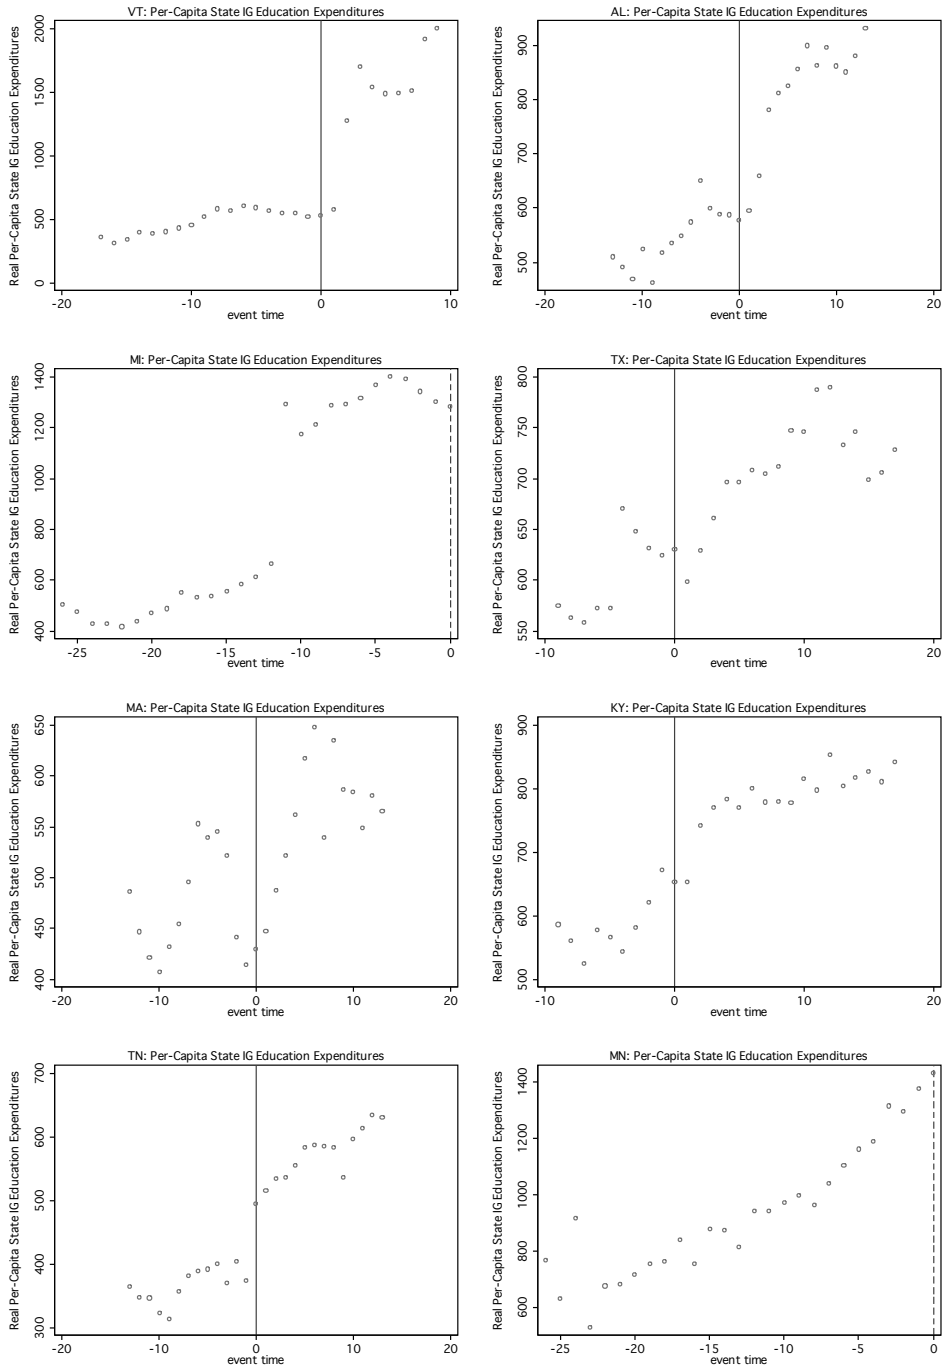 VT: Per-Capita State IG Education Expenditures
Real Per-Capita State IG Education Expenditures
2000
1500
1000
500
0
-20 -10 0 10
event time
AL: Per-Capita State IG Education Expenditures
Real Per-Capita State IG Education Expenditures
900
800
700
600
500
-20 -10 0 10 20
event time
MI: Per-Capita State IG Education Expenditures
Real Per-Capita State IG Education Expenditures
1400
1200
1000
800
600
400
-25 -20 -15 -10 -5 0
event time
TX: Per-Capita State IG Education Expenditures
Real Per-Capita State IG Education Expenditures
800
750
700
650
600
550
-10 0 10 20
event time
MA: Per-Capita State IG Education Expenditures
Real Per-Capita State IG Education Expenditures
650
600
550
500
450
400
-20 -10 0 10 20
event time
KY: Per-Capita State IG Education Expenditures
Real Per-Capita State IG Education Expenditures
900
800
700
600
500
-10 0 10 20
event time
TN: Per-Capita State IG Education Expenditures
Real Per-Capita State IG Education Expenditures
700
600
500
400
300
-20 -10 0 10 20
event time
MN: Per-Capita State IG Education Expenditures
Real Per-Capita State IG Education Expenditures
1400
1200
1000
800
600
-25 -20 -15 -10 -5 0
event time